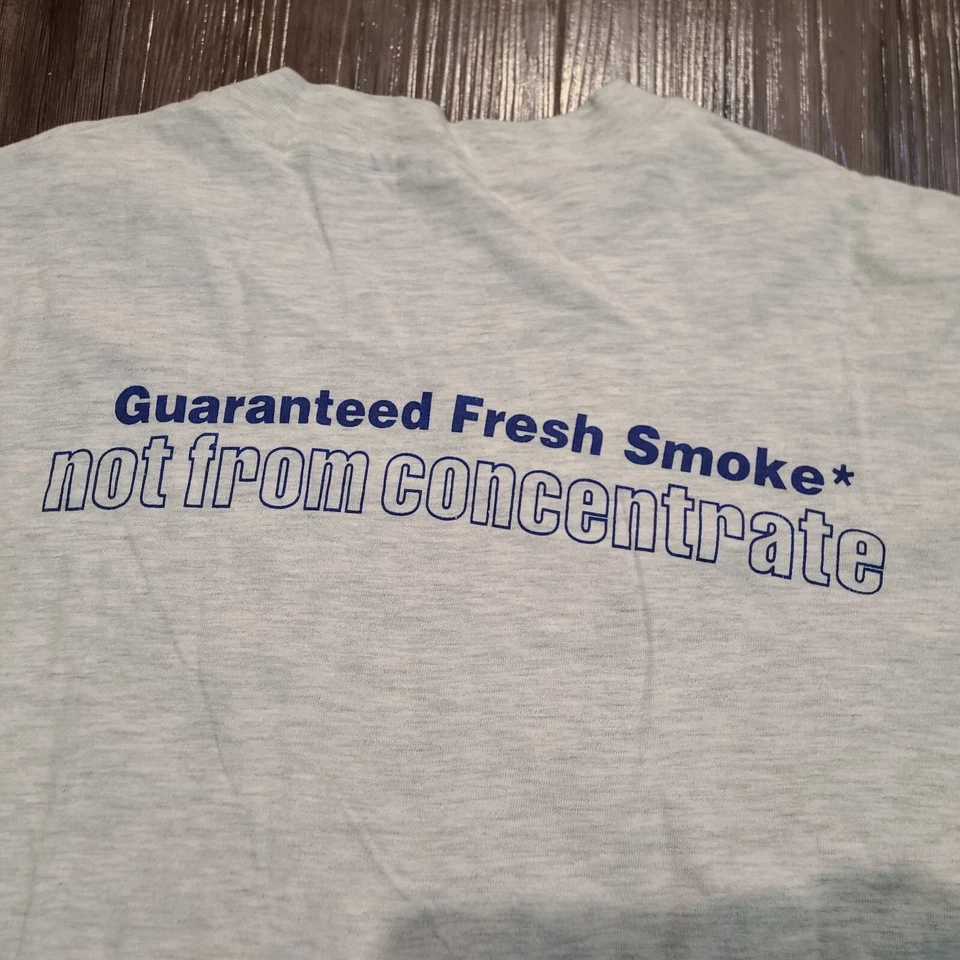 Guaranteed Fresh Smoke*
not from concentrate